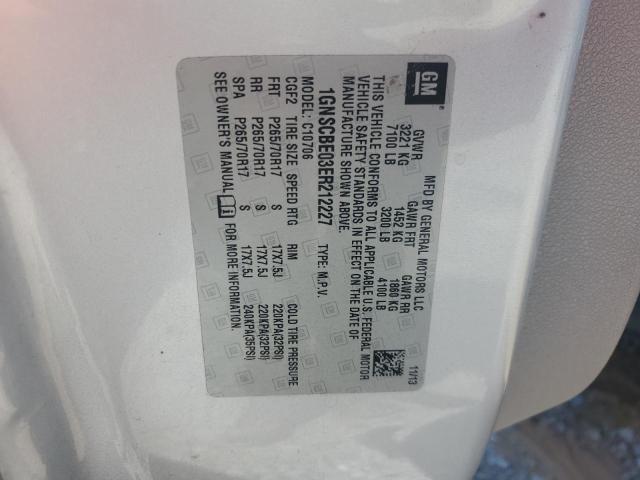 GM
MFD BY GENERAL MOTORS LLC
11/13
GVWR GAWR FRT GAWR RR
3221 KG 1452 KG 1860 KG
7100 LB 3200 LB 4100 LB
THIS VEHICLE CONFORMS TO ALL APPLICABLE U.S. FEDERAL MOTOR
VEHICLE SAFETY STANDARDS IN EFFECT ON THE DATE OF
MANUFACTURE SHOWN ABOVE.
1GNSCBE03ER212227 TYPE: M.P.V.
MODEL: C10706
CGF2 TIRE SIZE SPEED RTG RIM COLD TIRE PRESSURE
FRT P265/70R17 S 17X7.5J 220KPA(32PSI)
RR P265/70R17 S 17X7.5J 220KPA(32PSI)
SPA P265/70R17 S 17X7.5J 240KPA(35PSI)
SEE OWNER'S MANUAL FOR MORE INFORMATION.